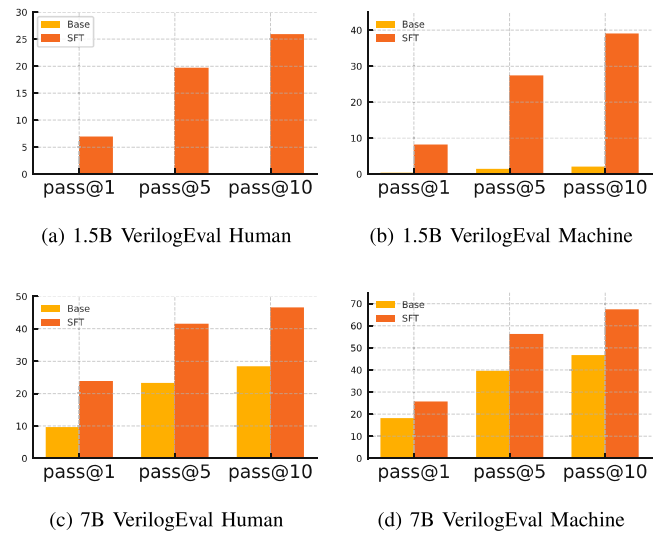 30
25
20
15
10
5
0
Base
SFT
pass@1 pass@5 pass@10
(a) 1.5B VerilogEval Human
40
30
20
10
0
Base
SFT
pass@1 pass@5 pass@10
(b) 1.5B VerilogEval Machine
50
40
30
20
10
0
Base
SFT
pass@1 pass@5 pass@10
(c) 7B VerilogEval Human
70
60
50
40
30
20
10
0
Base
SFT
pass@1 pass@5 pass@10
(d) 7B VerilogEval Machine